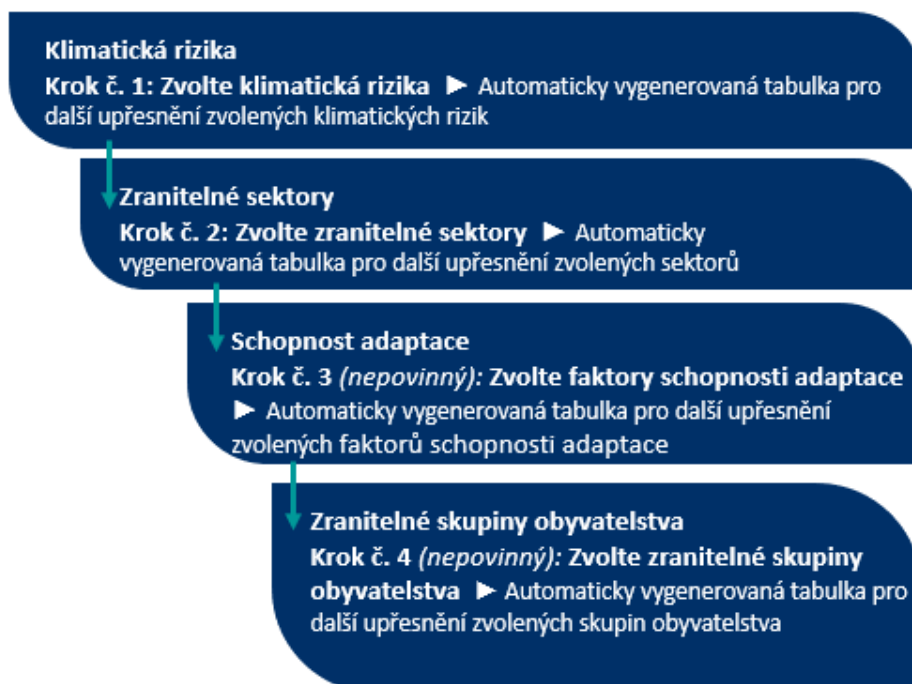 Klimatická rizika
Krok č. 1: Zvolte klimatická rizika ► Automaticky vygenerovaná tabulka pro
další upřesnění zvolených klimatických rizik
Zranitelné sektory
Krok č. 2: Zvolte zranitelné sektory ► Automaticky
vygenerovaná tabulka pro další upřesnění zvolených sektorů
Schopnost adaptace
Krok č. 3 (nepovinný): Zvolte faktory schopnosti adaptace
► Automaticky vygenerovaná tabulka pro další upřesnění
zvolených faktorů schopnosti adaptace
Zranitelné skupiny obyvatelstva
Krok č. 4 (nepovinný): Zvolte zranitelné skupiny
obyvatelstva ► Automaticky vygenerovaná tabulka pro
další upřesnění zvolených skupin obyvatelstva